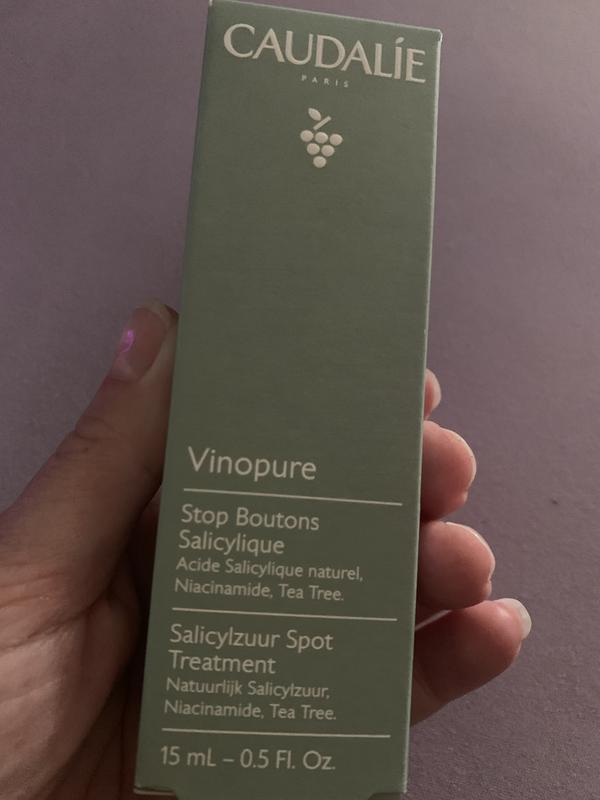 CAUDALÍE
PARIS
Vinopure
Stop Boutons
Salicylique
Acide Salicylique naturel,
Niacinamide, Tea Tree.
Salicylzuur Spot
Treatment
Natuurlijk Salicylzuur,
Niacinamide, Tea Tree.
15 mL – 0.5 Fl. Oz.